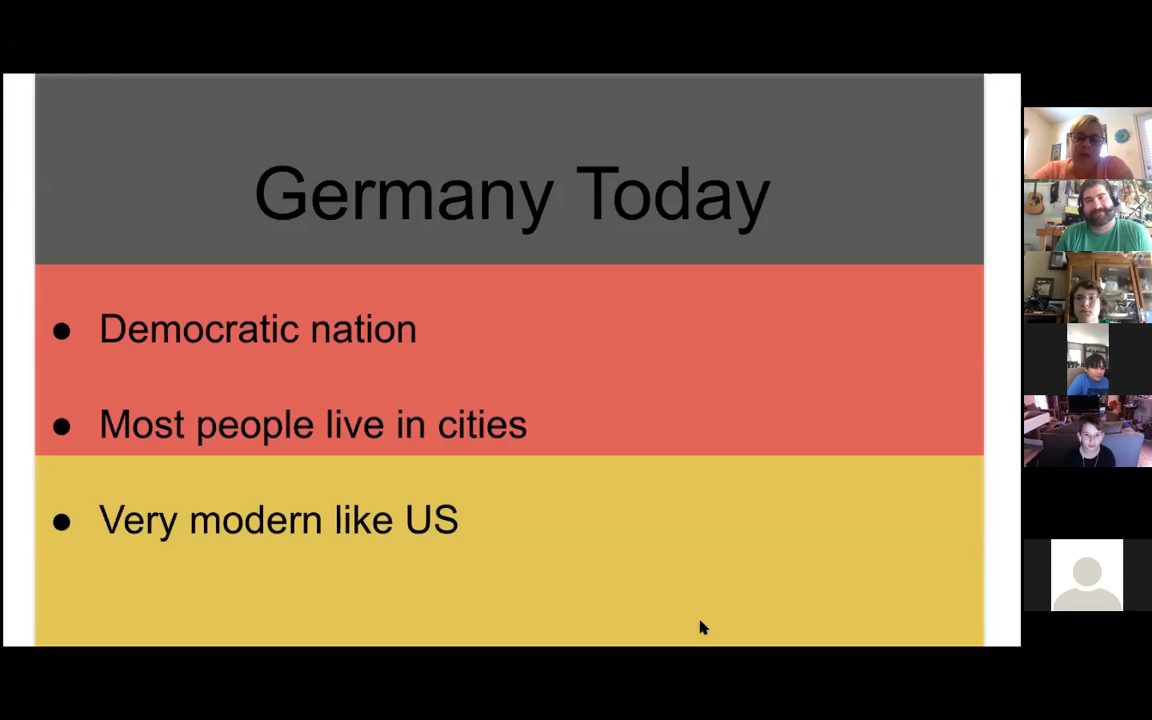 Germany Today
● Democratic nation
● Most people live in cities
● Very modern like US